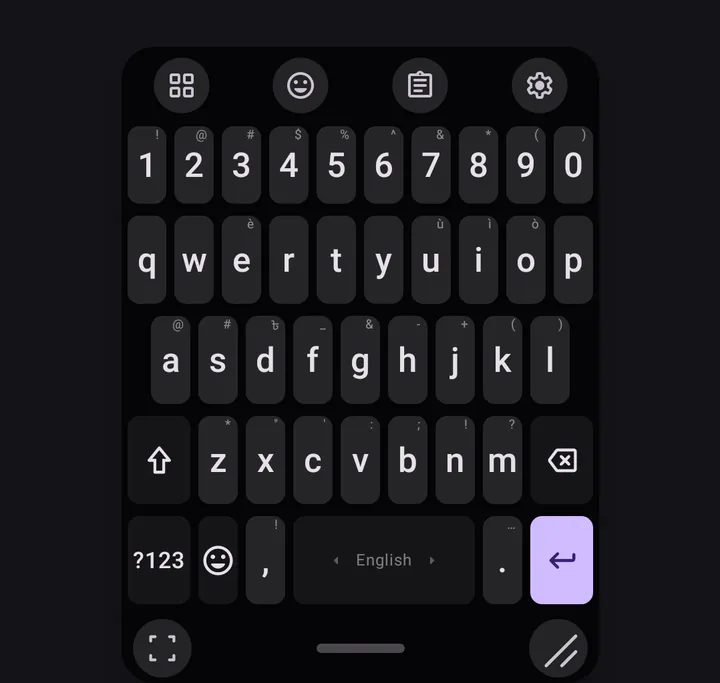 ! @ # $ % ^ & * ( )
1 2 3 4 5 6 7 8 9 0
è ù ì ò
q w e r t y u i o p
@ # _ & - + ( )
a s d f g h j k l
* " ' : ; ! ?
z x c v b n m
! …
?123 , English .